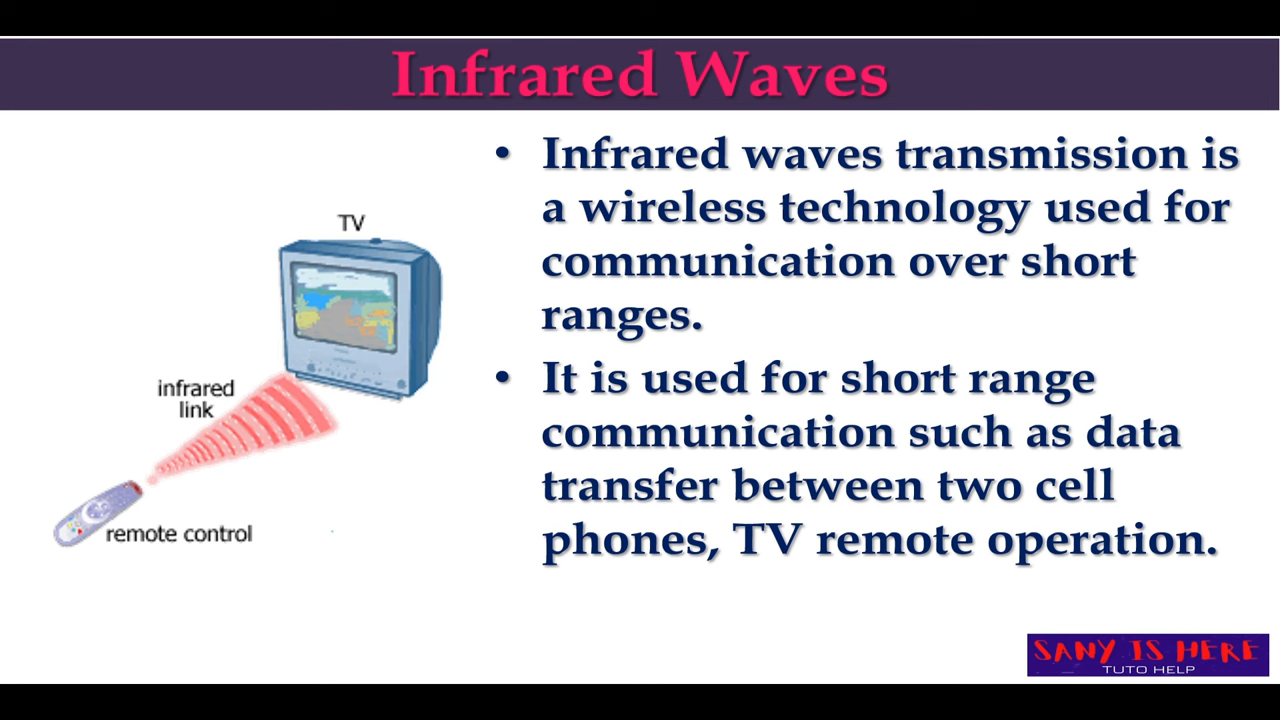 Infrared Waves
• Infrared waves transmission is
a wireless technology used for
communication over short
ranges.
• It is used for short range
communication such as data
transfer between two cell
phones, TV remote operation.
TV
infrared
link
remote control
SANY IS HERE
TUTO HELP